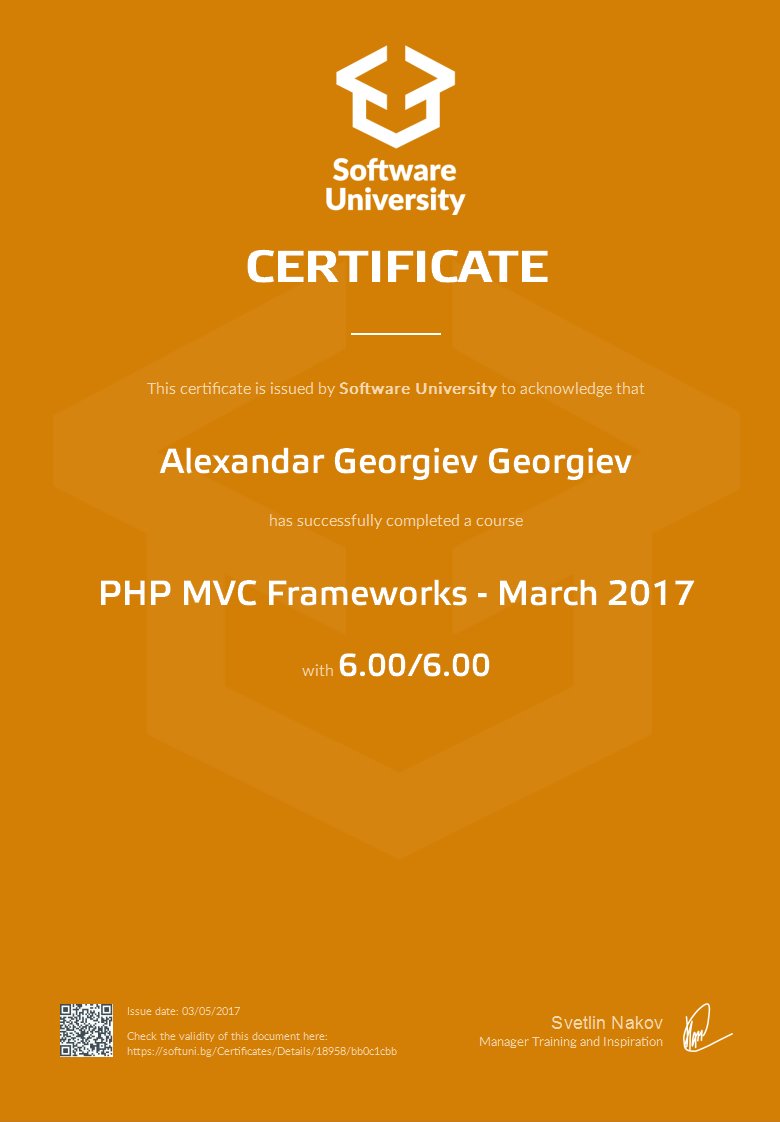 Software
University
CERTIFICATE
This certificate is issued by Software University to acknowledge that
Alexandar Georgiev Georgiev
has successfully completed a course
PHP MVC Frameworks - March 2017
with 6.00/6.00
Issue date: 03/05/2017
Check the validity of this document here:
https://softuni.bg/Certificates/Details/18958/bb0c1cbb
Svetlin Nakov
Manager Training and Inspiration